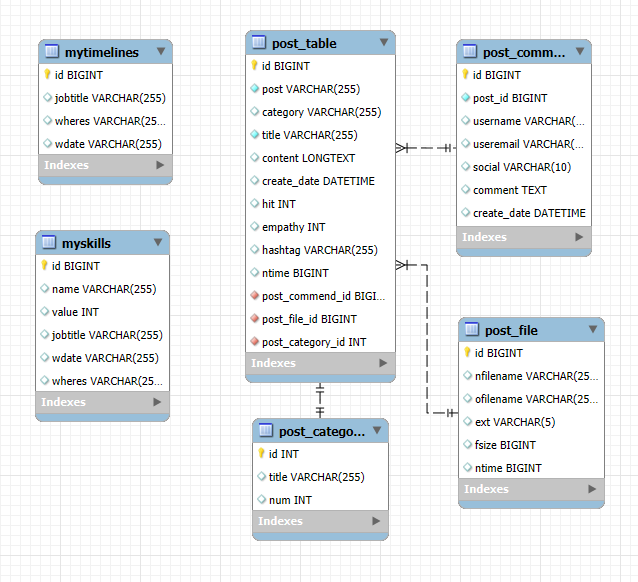 mytimelines
id BIGINT
jobtitle VARCHAR(255)
wheres VARCHAR(25...
wdate VARCHAR(255)
Indexes
myskills
id BIGINT
name VARCHAR(255)
value INT
jobtitle VARCHAR(255)
wdate VARCHAR(255)
wheres VARCHAR(25...
Indexes
post_table
id BIGINT
post VARCHAR(255)
category VARCHAR(255)
title VARCHAR(255)
content LONGTEXT
create_date DATETIME
hit INT
empathy INT
hashtag VARCHAR(255)
ntime BIGINT
post_commend_id BIGI...
post_file_id BIGINT
post_category_id INT
Indexes
post_catego...
id INT
title VARCHAR(255)
num INT
Indexes
post_comm...
id BIGINT
post_id BIGINT
username VARCHAR(...
useremail VARCHAR(...
social VARCHAR(10)
comment TEXT
create_date DATETIME
Indexes
post_file
id BIGINT
nfilename VARCHAR(25...
ofilename VARCHAR(25...
ext VARCHAR(5)
fsize BIGINT
ntime BIGINT
Indexes